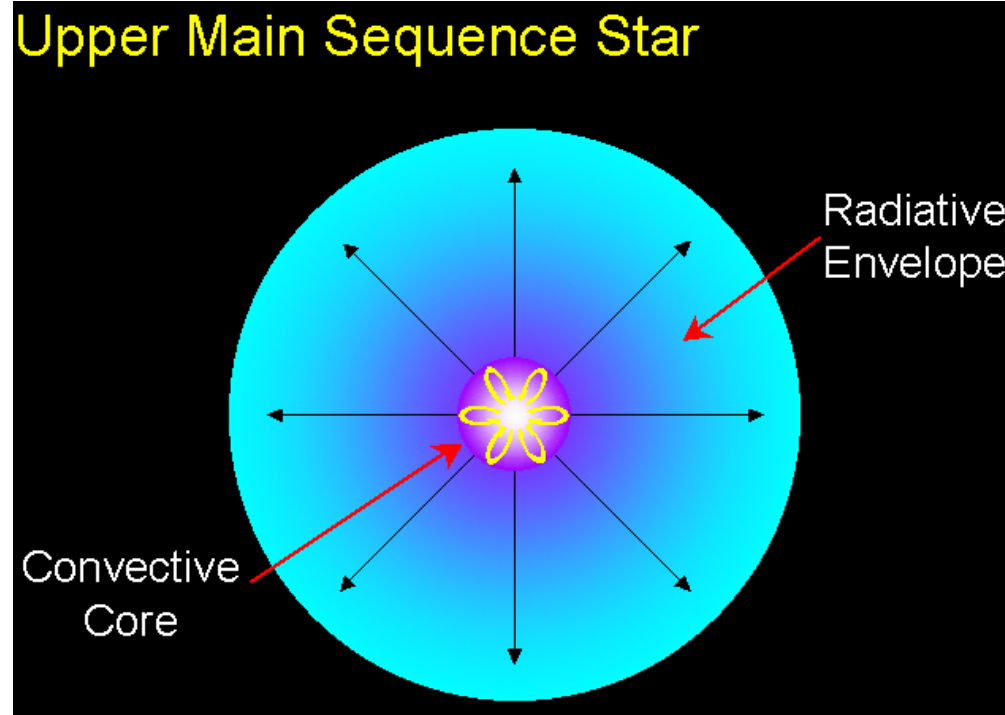 Upper Main Sequence Star
Radiative
Envelope
Convective
Core